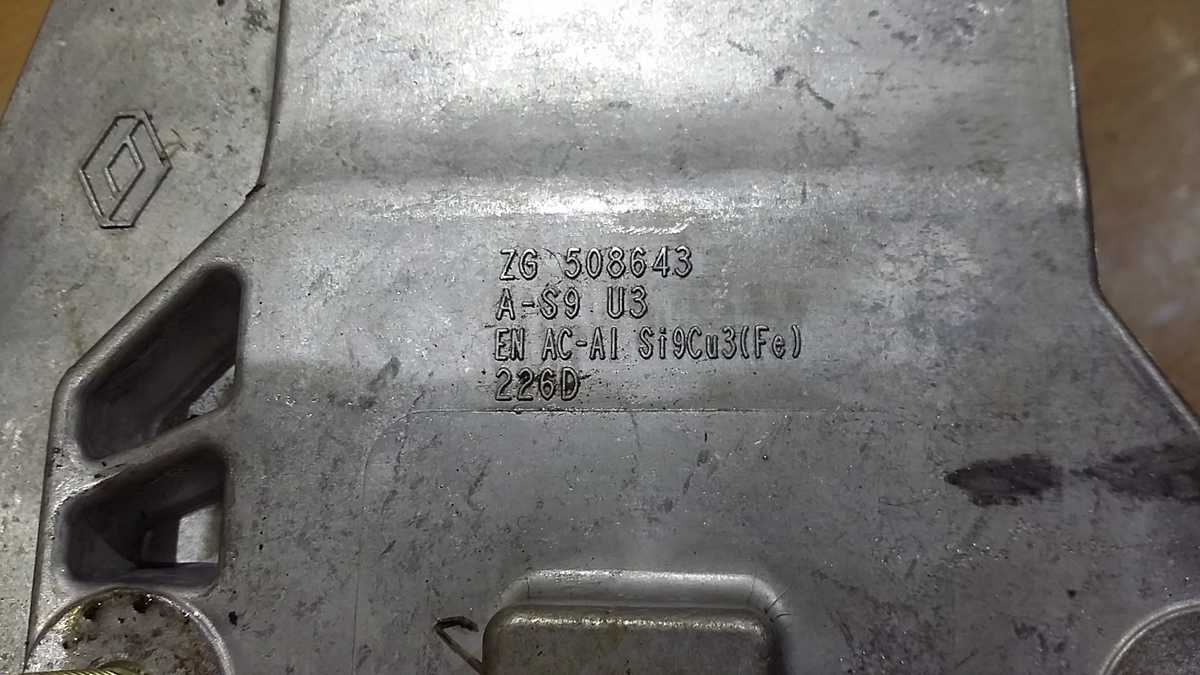 ZG 508643
A-S9 U3
EN AC-Al Si9Cu3(Fe)
226D